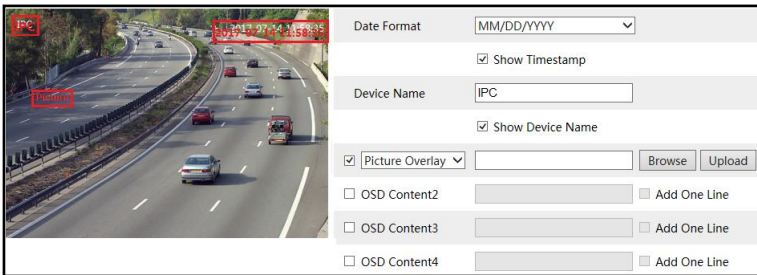 IPC
2017-07-14 11:58:25
Picture
Date Format MM/DD/YYYY
Show Timestamp
Device Name IPC
Show Device Name
Picture Overlay Browse Upload
OSD Content2 Add One Line
OSD Content3 Add One Line
OSD Content4 Add One Line